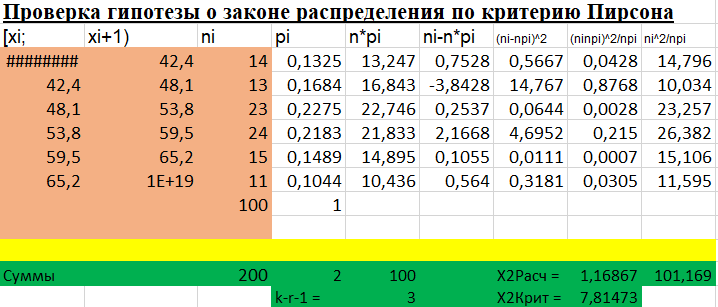 Проверка гипотезы о законе распределения по критерию Пирсона
[xi; xi+1) ni pi n*pi ni-n*pi (ni-npi)^2 (ninpi)^2/npi ni^2/npi
######## 42,4 14 0,1325 13,247 0,7528 0,5667 0,0428 14,796
42,4 48,1 13 0,1684 16,843 -3,8428 14,767 0,8768 10,034
48,1 53,8 23 0,2275 22,746 0,2537 0,0644 0,0028 23,257
53,8 59,5 24 0,2183 21,833 2,1668 4,6952 0,215 26,382
59,5 65,2 15 0,1489 14,895 0,1055 0,0111 0,0007 15,106
65,2 1E+19 11 0,1044 10,436 0,564 0,3181 0,0305 11,595
100 1
Суммы 200 2 100 X2Расч = 1,16867 101,169
k-r-1 = 3 X2Крит = 7,81473